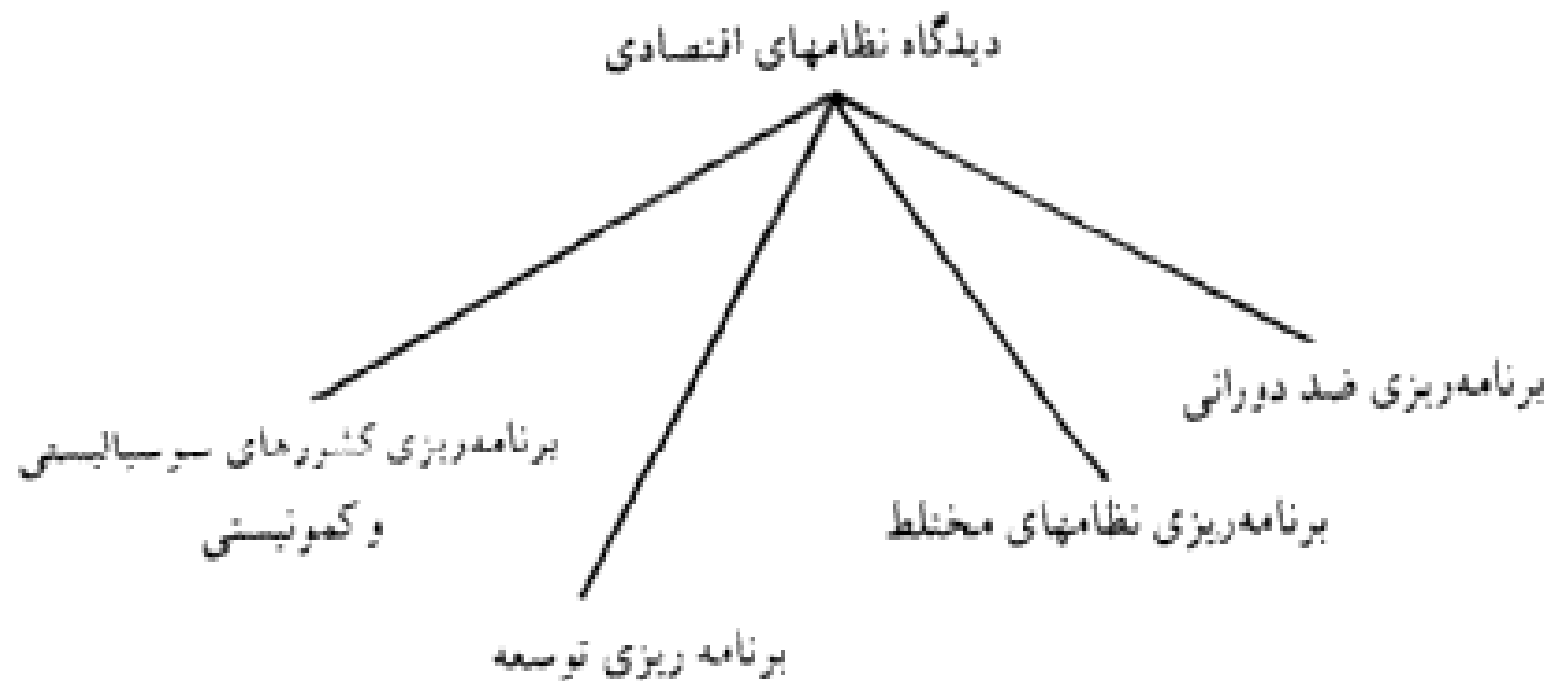 دیدگاه نظامهای اقتصادی
برنامه‌ریزی ضد دورانی
برنامه‌ریزی نظامهای مختلط
برنامه ریزی توسعه
برنامه‌ریزی کشورهای سوسیالیستی
و کمونیستی